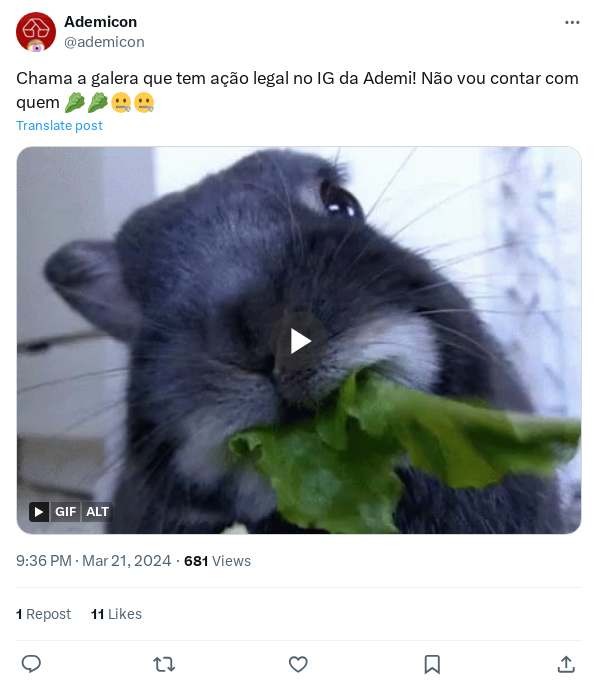 Ademicon
@ademicon
Chama a galera que tem ação legal no IG da Ademi! Não vou contar com
quem 🥬🥬🤐🤐
Translate post
GIF ALT
9:36 PM · Mar 21, 2024 · 681 Views
1 Repost 11 Likes